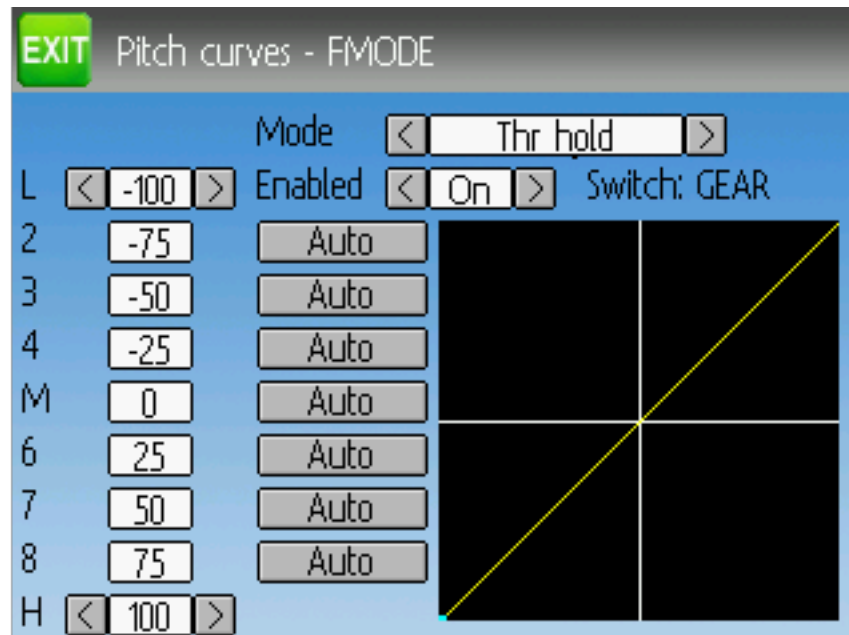 EXIT Pitch curves - FMODE
Mode < Thr hold >
L < -100 > Enabled < On > Switch: GEAR
2 -75 Auto
3 -50 Auto
4 -25 Auto
M 0 Auto
6 25 Auto
7 50 Auto
8 75 Auto
H < 100 >